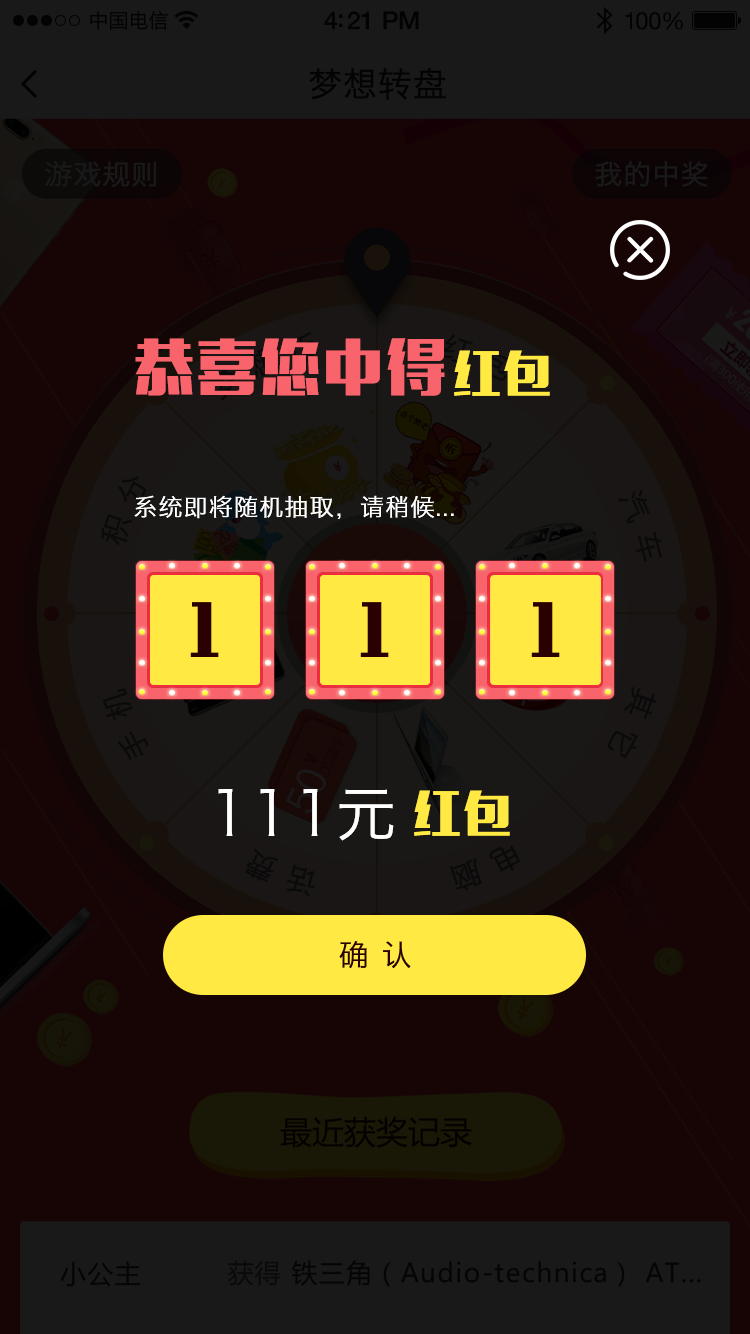 中国电信 4:21 PM 100%
梦想转盘
游戏规则 我的中奖
恭喜您中得红包
系统即将随机抽取，请稍候...
积分
汽车
1 1 1
手机
其它
50
111元 红包
话费
电脑
确 认
最近获奖记录
小公主 获得 铁三角（Audio-technica） AT...